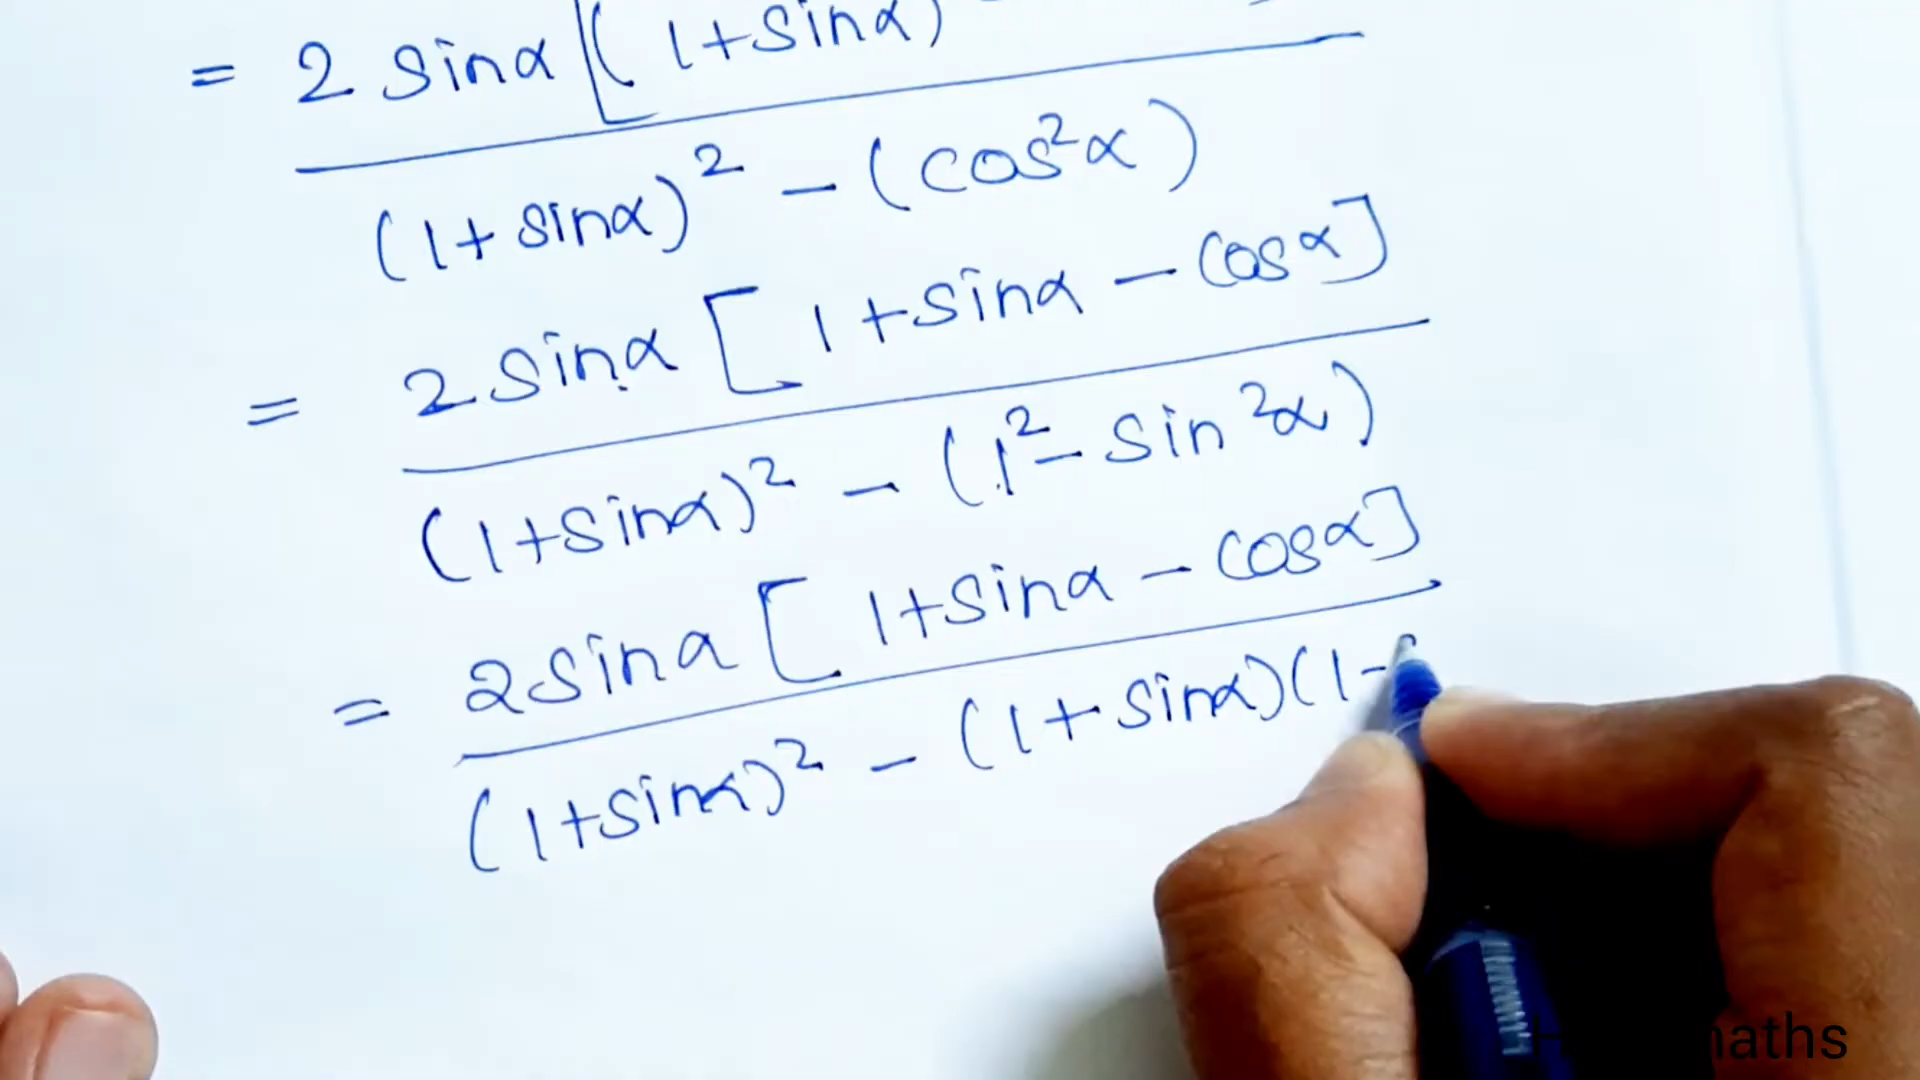 = 2 sinα [(1+sinα)
(1+sinα)² - (cos²α)
= 2 sinα [1+sinα - cosα]
(1+sinα)² - (1² - sin²α)
= 2 sinα [1+sinα - cosα]
(1+sinα)² - (1+sinα)(1-
maths